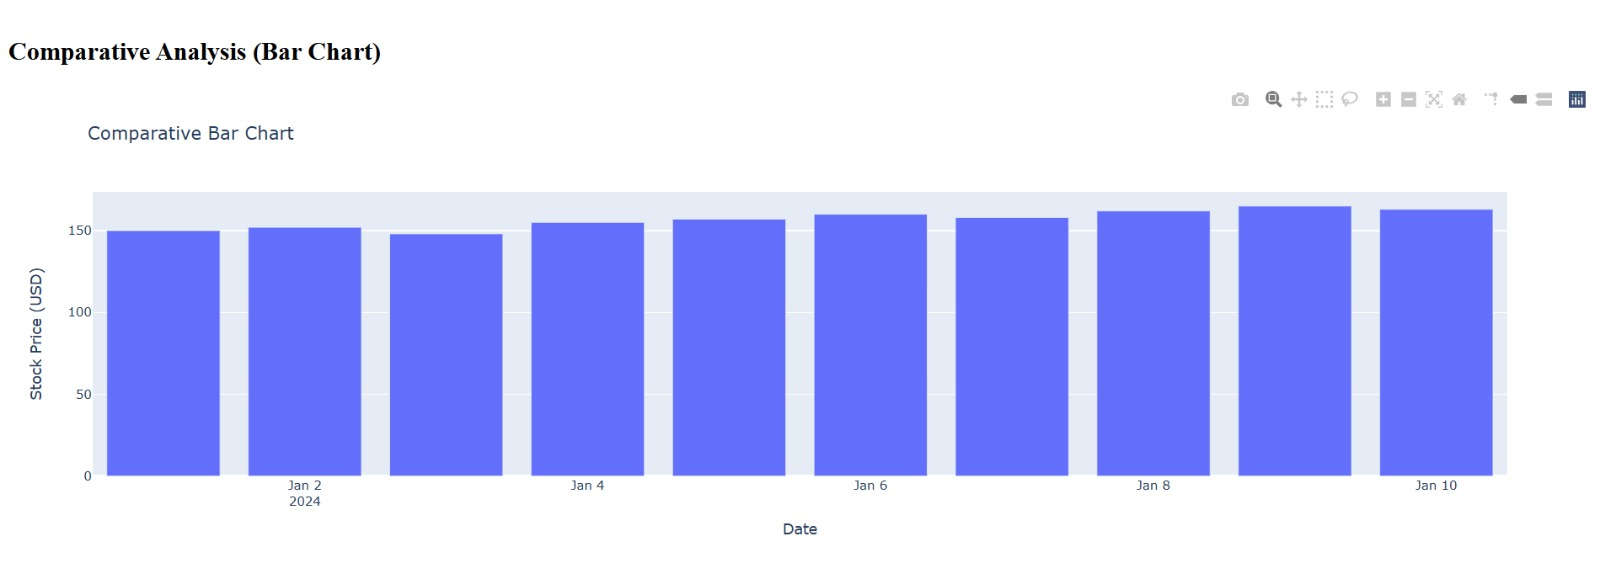 Comparative Analysis (Bar Chart)
Comparative Bar Chart
150
100
50
0
Stock Price (USD)
Jan 2
2024
Jan 4
Jan 6
Jan 8
Jan 10
Date